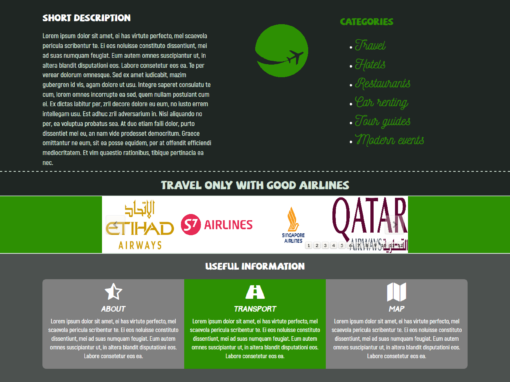 SHORT DESCRIPTION
Lorem ipsum dolor sit amet, ei has virtute perfecto, mel scaevola
pericula scribentur te. Ei eos noluisse constituto dissentiunt, mel
ad suas numquam feugiat. Eum autem omnes suscipiantur ut, in
altera blandit disputationi eos. Labore consetetur eos ea. Te per
verear dolorum omnesque. Sed ex amet iudicabit, mazim
gubergren id vis, agam dolore ut usu. Integre saperet consulatu te
cum, lorem omnes incorrupte ea sed, quem nullam postulant cum
ei. Ex dictas labitur per, zril decore dolore eu eum, no iusto errem
intellegam usu. Est adhuc zril adversarium in. Nisl aliquando no
per, ea voluptua probatus sea. At duo etiam falli dolor, purto
dissentiet mei eu, an nam vide prodesset democritum. Graece
omittantur ne eum, sit ea posse equidem, per at offendit efficiendi
mediocritatem. Et vim quaestio rationibus, tibique pertinacia ea
nec.
CATEGORIES
Travel
Hotels
Restaurants
Car renting
Tour guides
Modern events
TRAVEL ONLY WITH GOOD AIRLINES
الإتحاد
ETIHAD
AIRWAYS
S7 AIRLINES
SINGAPORE
AIRLINES
QATAR
AIRWAYS القطرية
1 2 3 4 5 6
USEFUL INFORMATION
ABOUT
Lorem ipsum dolor sit amet, ei has virtute perfecto, mel
scaevola pericula scribentur te. Ei eos noluisse constituto
dissentiunt, mel ad suas numquam feugiat. Eum autem
omnes suscipiantur ut, in altera blandit disputationi eos.
Labore consetetur eos ea.
TRANSPORT
Lorem ipsum dolor sit amet, ei has virtute perfecto, mel
scaevola pericula scribentur te. Ei eos noluisse constituto
dissentiunt, mel ad suas numquam feugiat. Eum autem
omnes suscipiantur ut, in altera blandit disputationi eos.
Labore consetetur eos ea.
MAP
Lorem ipsum dolor sit amet, ei has virtute perfecto, mel
scaevola pericula scribentur te. Ei eos noluisse constituto
dissentiunt, mel ad suas numquam feugiat. Eum autem
omnes suscipiantur ut, in altera blandit disputationi eos.
Labore consetetur eos ea.